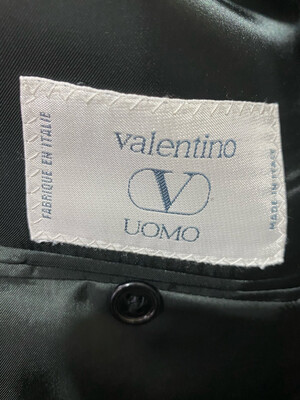 FABRIQUE EN ITALIE
valentino
V
UOMO
MADE IN ITALY